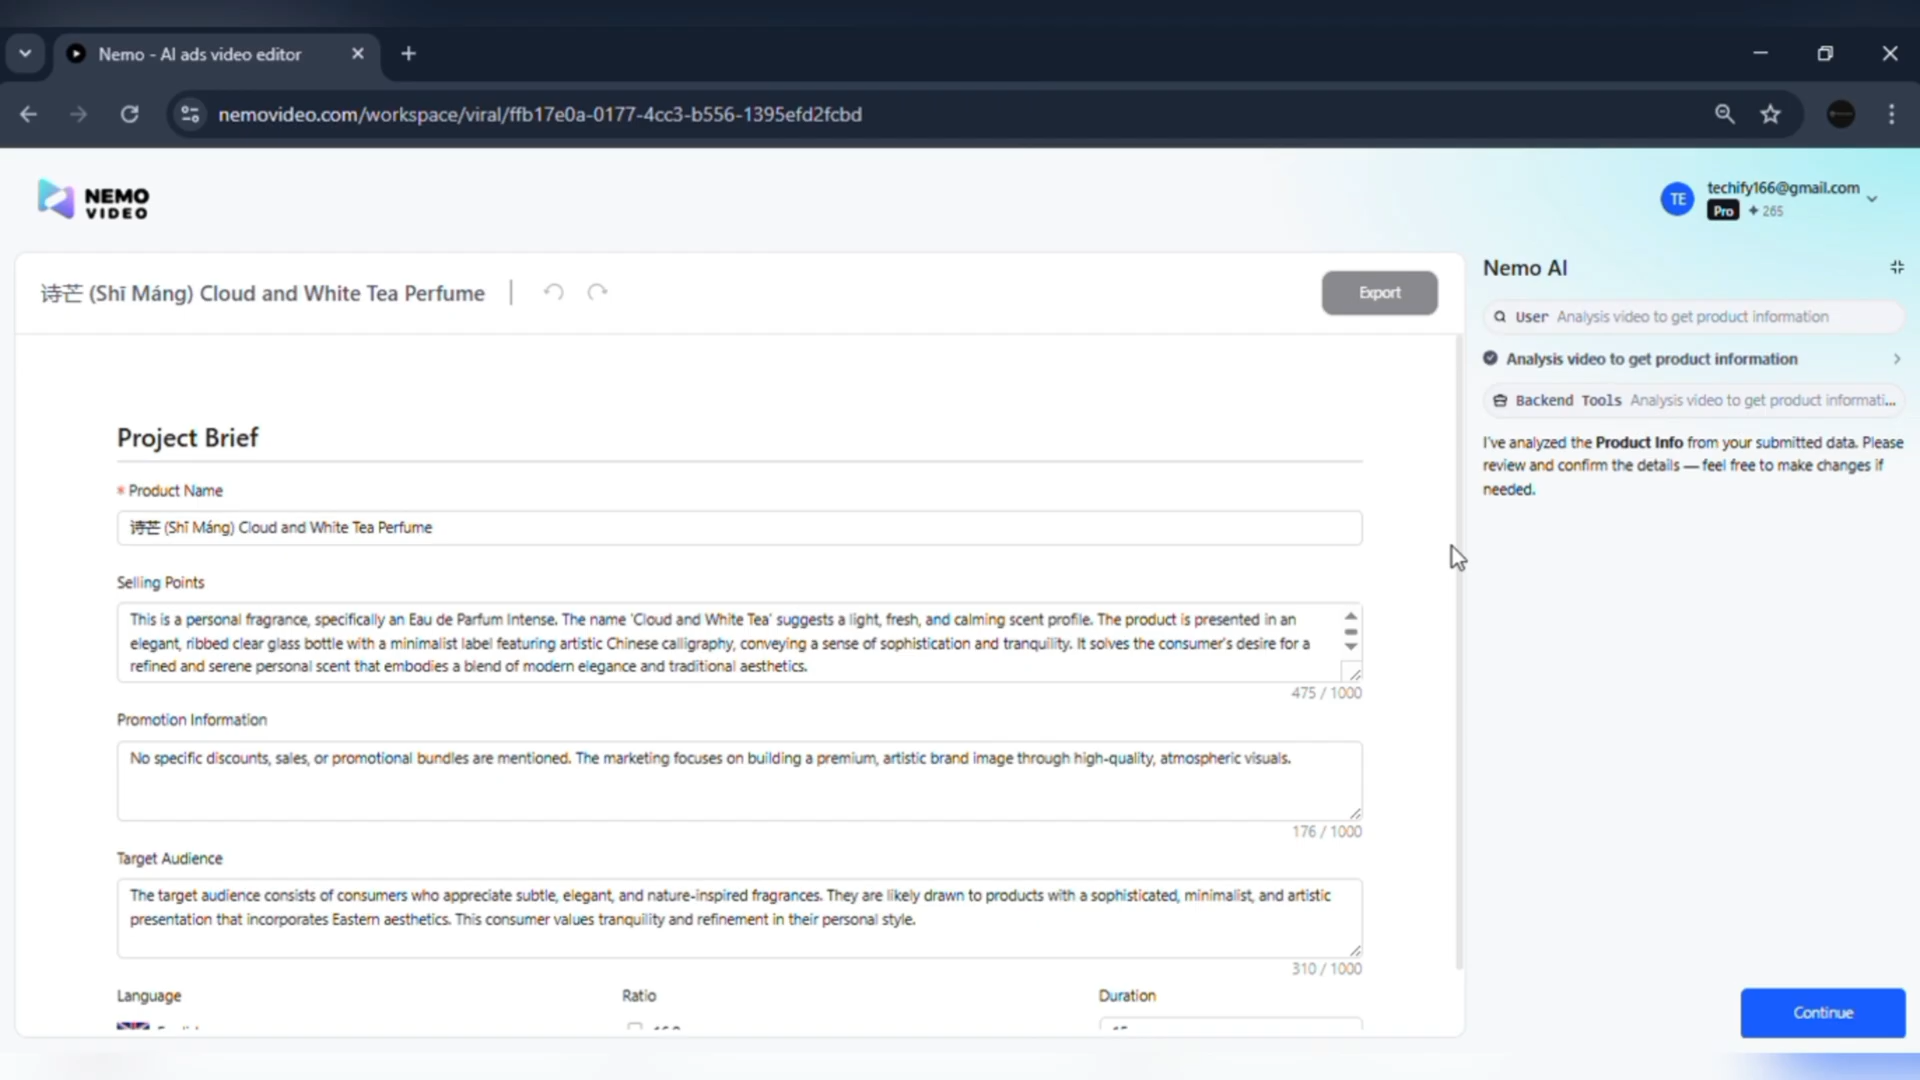 Nemo - AI ads video editor
nemovideo.com/workspace/viral/ffb17e0a-0177-4cc3-b556-1395efd2fcbd
NEMO
VIDEO
TE
techify166@gmail.com
Pro
265
诗芒 (Shī Máng) Cloud and White Tea Perfume
Export
Project Brief
* Product Name
诗芒 (Shī Máng) Cloud and White Tea Perfume
Selling Points
This is a personal fragrance, specifically an Eau de Parfum Intense. The name 'Cloud and White Tea' suggests a light, fresh, and calming scent profile. The product is presented in an
elegant, ribbed clear glass bottle with a minimalist label featuring artistic Chinese calligraphy, conveying a sense of sophistication and tranquility. It solves the consumer's desire for a
refined and serene personal scent that embodies a blend of modern elegance and traditional aesthetics.
475 / 1000
Promotion Information
No specific discounts, sales, or promotional bundles are mentioned. The marketing focuses on building a premium, artistic brand image through high-quality, atmospheric visuals.
176 / 1000
Target Audience
The target audience consists of consumers who appreciate subtle, elegant, and nature-inspired fragrances. They are likely drawn to products with a sophisticated, minimalist, and artistic
presentation that incorporates Eastern aesthetics. This consumer values tranquility and refinement in their personal style.
310 / 1000
Language
Ratio
Duration
Nemo AI
User Analysis video to get product information
Analysis video to get product information
Backend Tools Analysis video to get product informati...
I've analyzed the Product Info from your submitted data. Please
review and confirm the details — feel free to make changes if
needed.
Continue